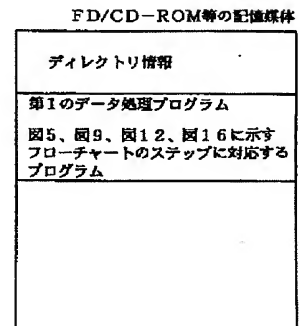 FD/CD-ROM等の記憶媒体
ディレクトリ情報
第1のデータ処理プログラム
図5、図9、図12、図16に示す
フローチャートのステップに対応する
プログラム